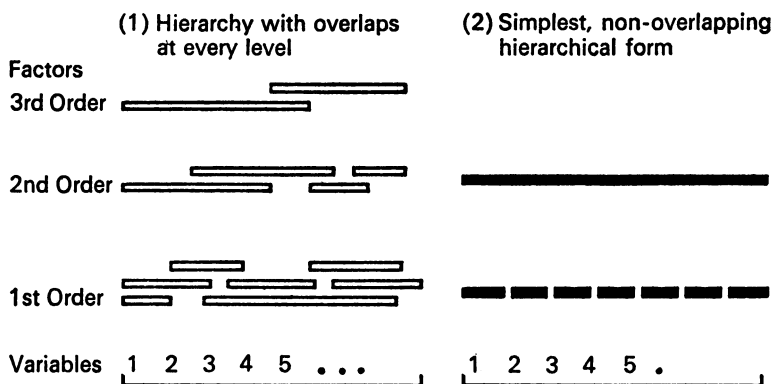 (1) Hierarchy with overlaps
at every level
(2) Simplest, non-overlapping
hierarchical form
Factors
3rd Order
2nd Order
1st Order
Variables 1 2 3 4 5 . . . 1 2 3 4 5 .